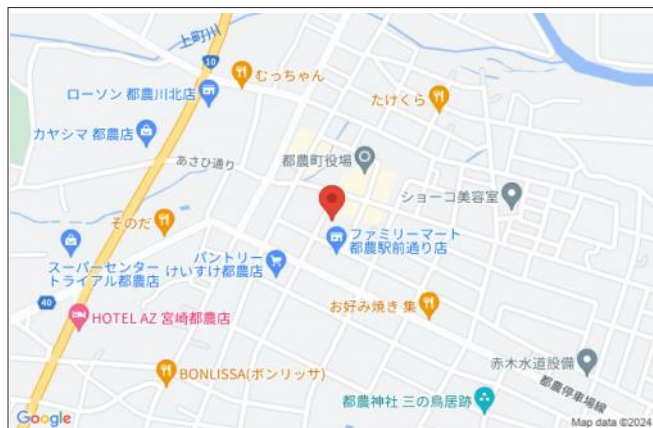 上町川
10
むっちゃん
ローソン 都農川北店
たけくら
カヤシマ 都農店
あさひ通り
都農町役場
ショーコ美容室
そのだ
ファミリーマート
都農駅前通り店
パントリー
けいすけ都農店
スーパーセンター
トライアル都農店
40
お好み焼き 集
HOTEL AZ 宮崎都農店
赤木水道設備
BONLISSA(ボンリッサ)
都農停車場線
都農神社 三の鳥居跡
Google
Map data ©2024